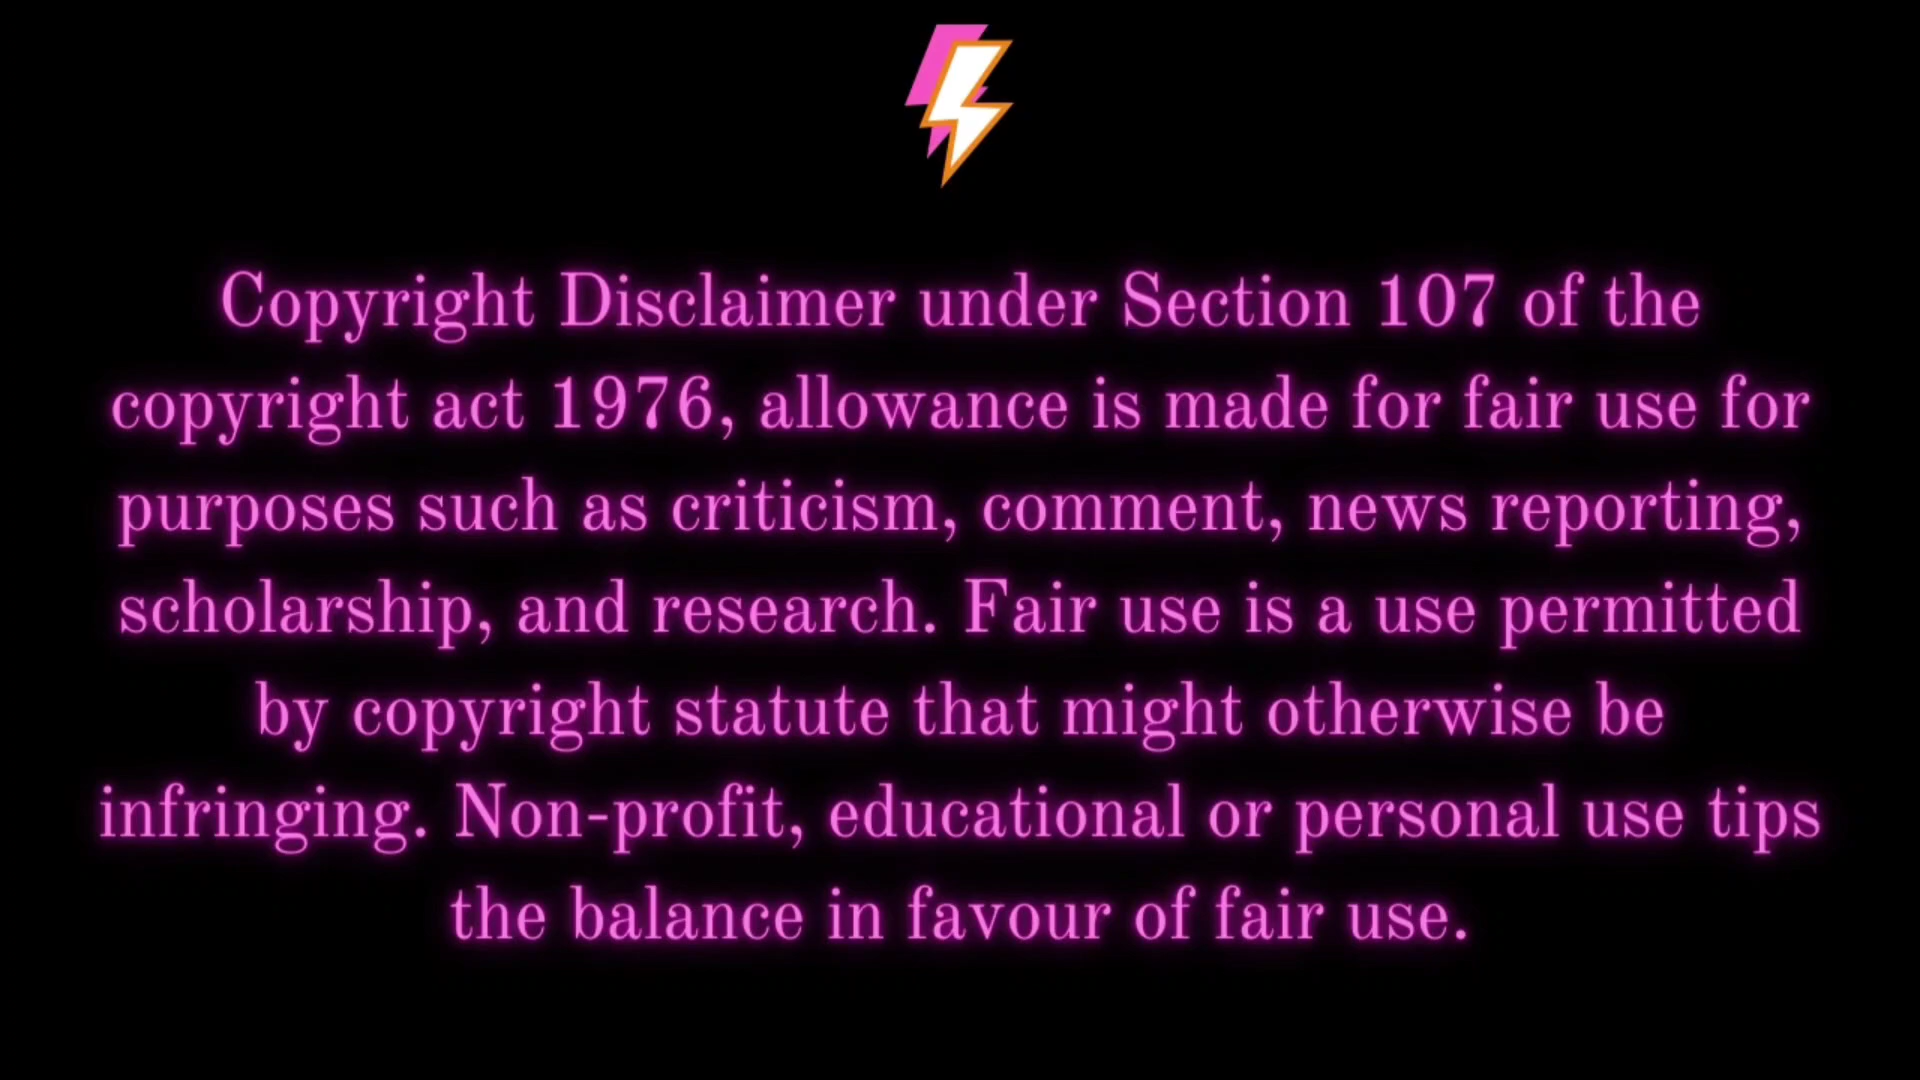 Copyright Disclaimer under Section 107 of the
copyright act 1976, allowance is made for fair use for
purposes such as criticism, comment, news reporting,
scholarship, and research. Fair use is a use permitted
by copyright statute that might otherwise be
infringing. Non-profit, educational or personal use tips
the balance in favour of fair use.